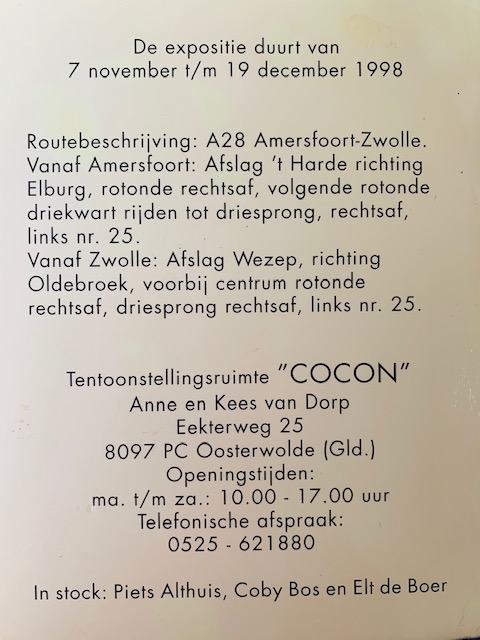 De expositie duurt van
7 november t/m 19 december 1998
Routebeschrijving: A28 Amersfoort-Zwolle.
Vanaf Amersfoort: Afslag 't Harde richting
Elburg, rotonde rechtsaf, volgende rotonde
driekwart rijden tot driesprong, rechtsaf,
links nr. 25.
Vanaf Zwolle: Afslag Wezep, richting
Oldebroek, voorbij centrum rotonde
rechtsaf, driesprong rechtsaf, links nr. 25.
Tentoonstellingsruimte "COCON"
Anne en Kees van Dorp
Eekterweg 25
8097 PC Oosterwolde (Gld.)
Openingstijden:
ma. t/m za.: 10.00 - 17.00 uur
Telefonische afspraak:
0525 - 621880
In stock: Piets Althuis, Coby Bos en Elt de Boer